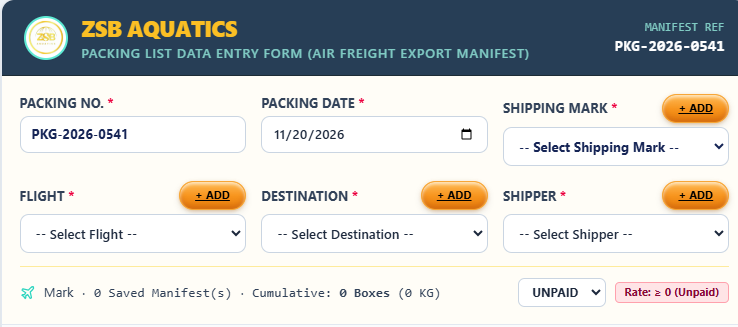 ZSB
ZSB AQUATICS
PACKING LIST DATA ENTRY FORM (AIR FREIGHT EXPORT MANIFEST)
MANIFEST REF
PKG-2026-0541
PACKING NO. *
PKG-2026-0541
PACKING DATE *
11/20/2026
SHIPPING MARK *
+ ADD
-- Select Shipping Mark --
FLIGHT *
+ ADD
-- Select Flight --
DESTINATION *
+ ADD
-- Select Destination --
SHIPPER *
+ ADD
-- Select Shipper --
Mark · 0 Saved Manifest(s) · Cumulative: 0 Boxes (0 KG)
UNPAID
Rate: ≥ 0 (Unpaid)